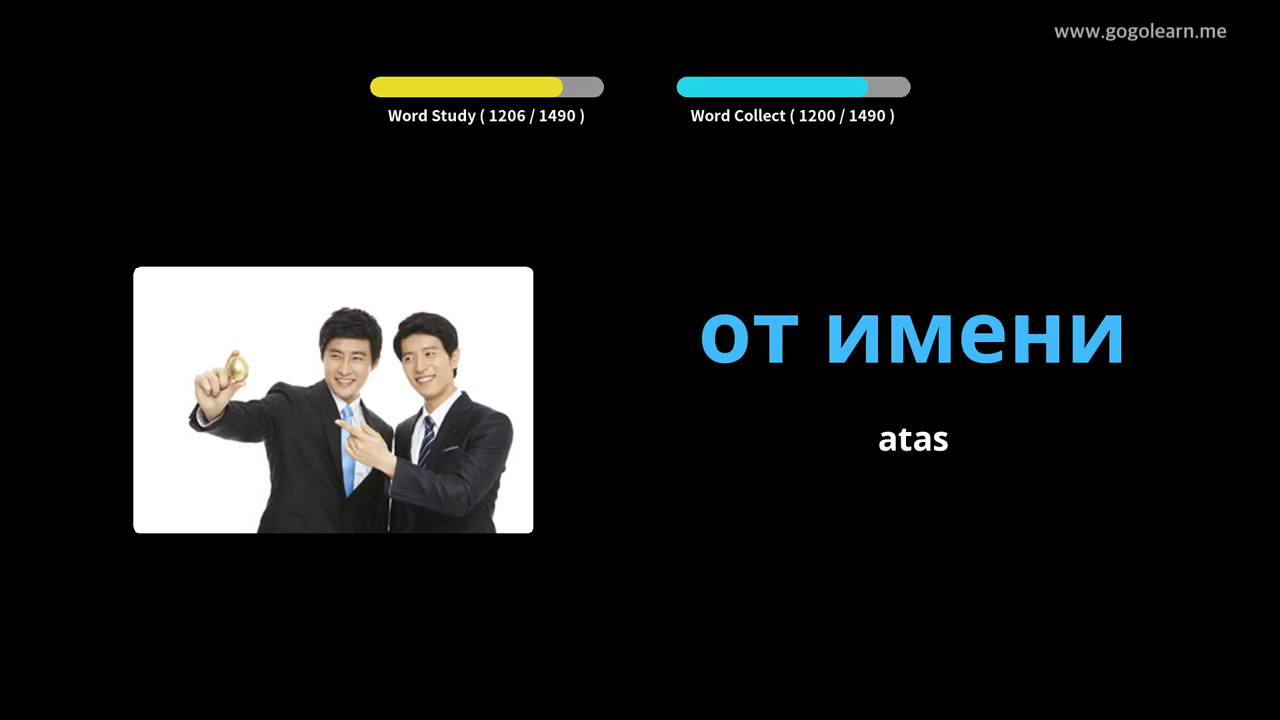 www.gogolearn.me
Word Study ( 1206 / 1490 )
Word Collect ( 1200 / 1490 )
от имени
atas